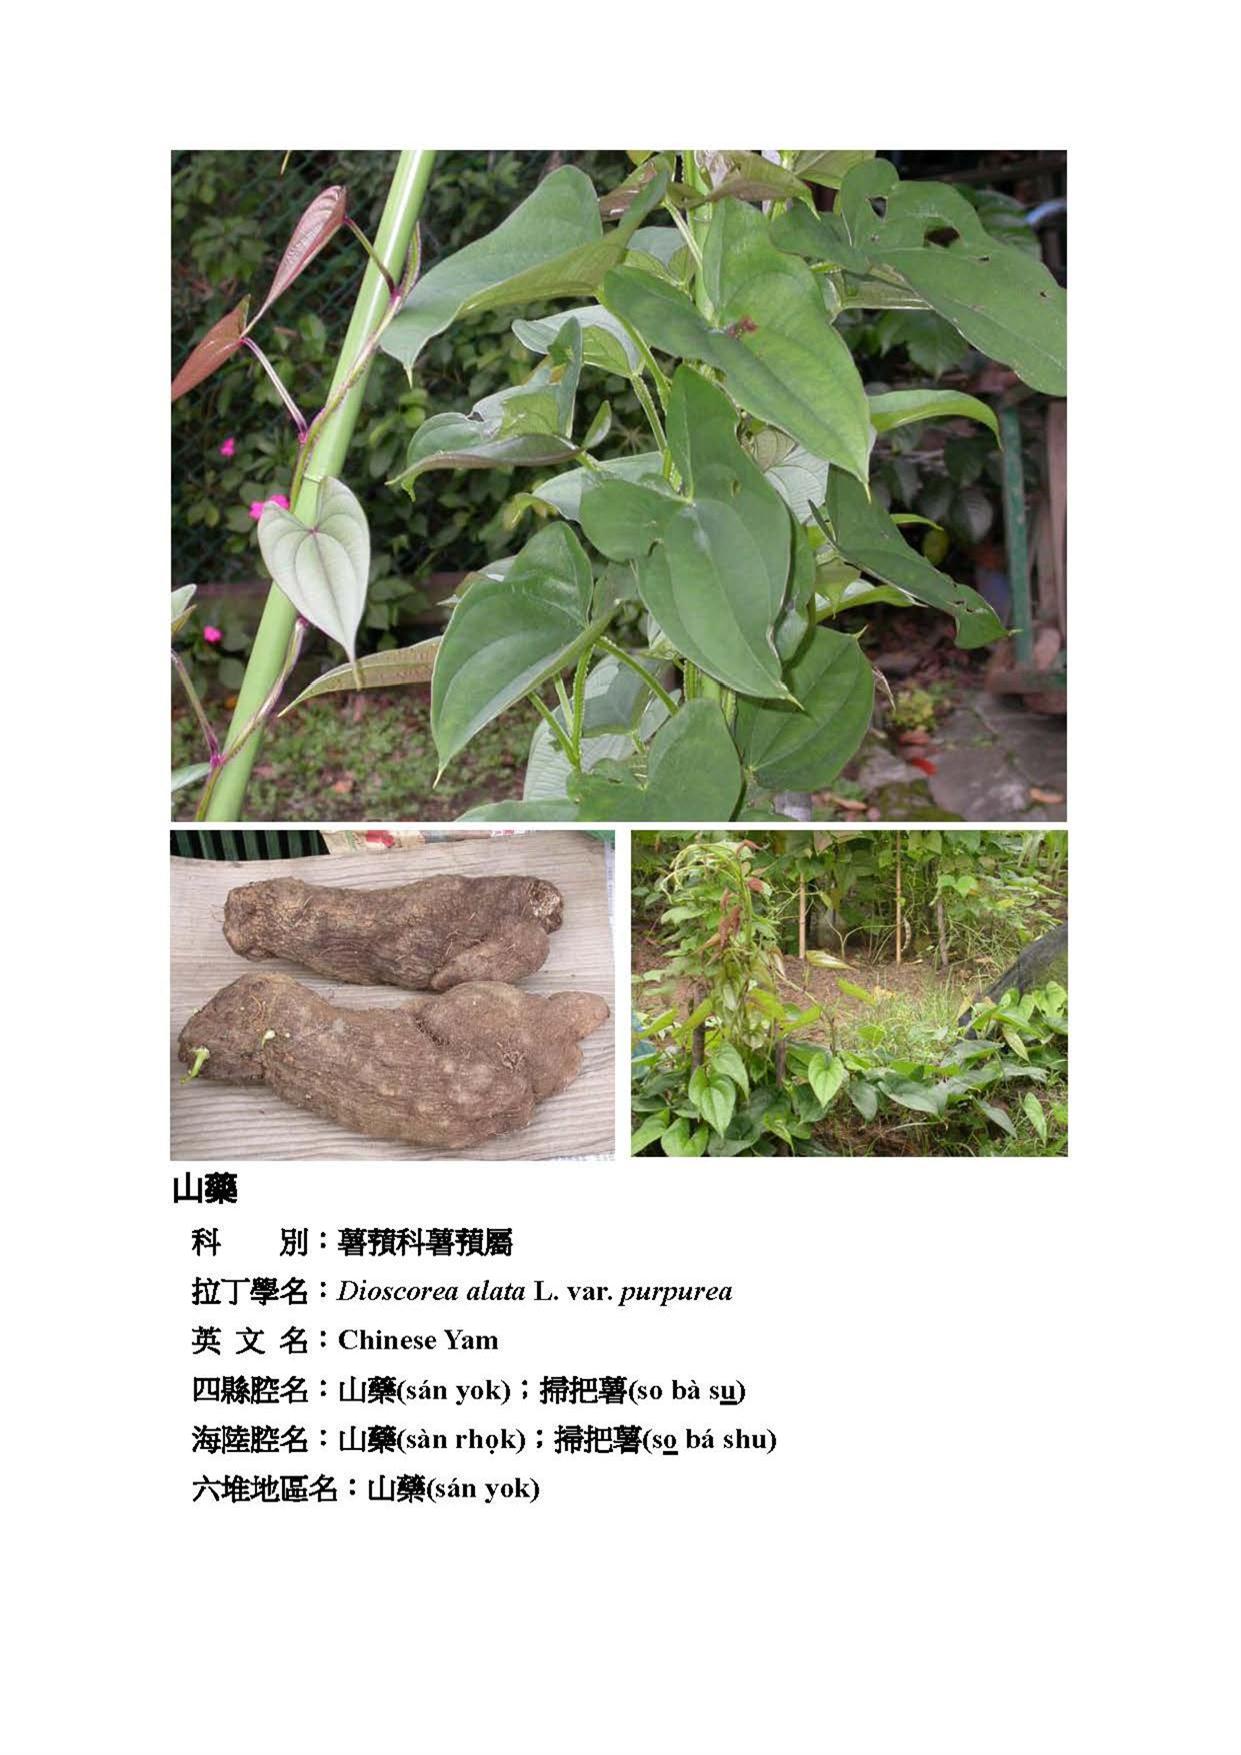 山藥
科　　別：薯蕷科薯蕷屬
拉丁學名：Dioscorea alata L. var. purpurea
英 文 名：Chinese Yam
四縣腔名：山藥(sán yok)；掃把薯(so bà su)
海陸腔名：山藥(sàn rhọk)；掃把薯(so bá shu)
六堆地區名：山藥(sán yok)